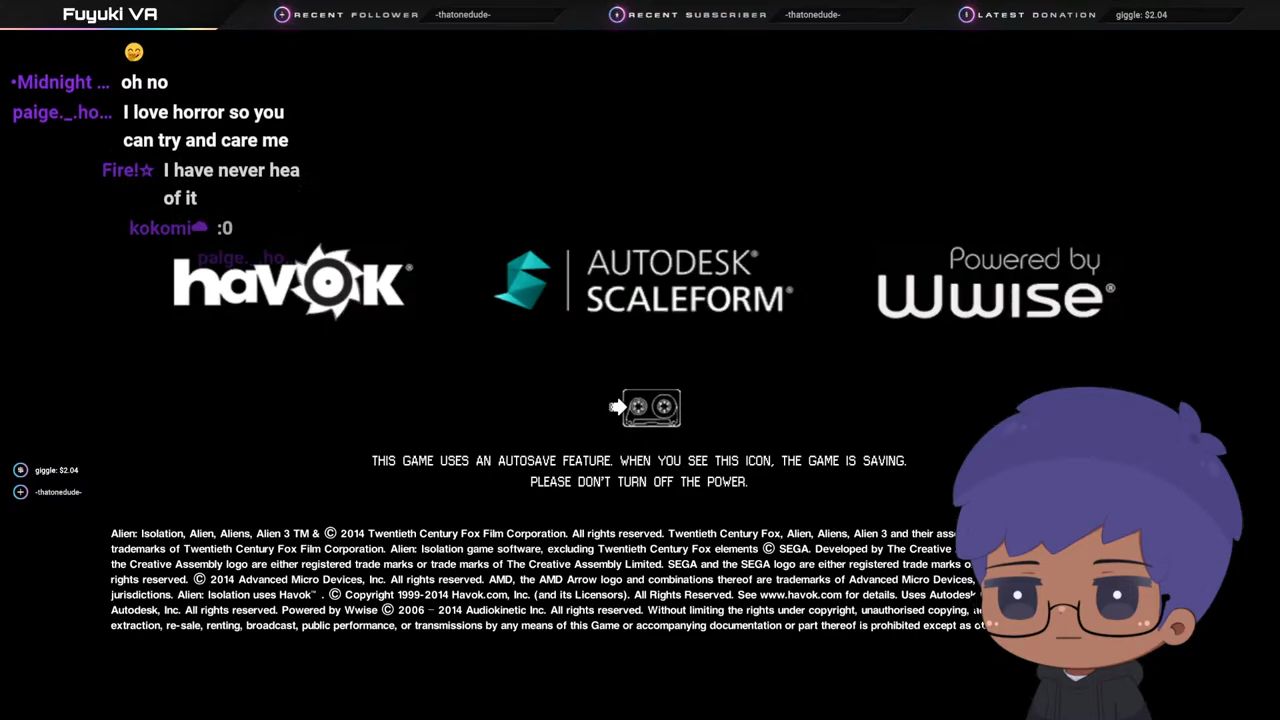 Fuyuki VA
RECENT FOLLOWER -thatonedude-
RECENT SUBSCRIBER -thatonedude-
LATEST DONATION giggle: $2.04
•Midnight ... oh no
paige._.ho... I love horror so you
can try and care me
Fire!☆ I have never hea
of it
kokomi :0
paige._.ho...
havok®
AUTODESK®
SCALEFORM®
Powered by
Wwise®
THIS GAME USES AN AUTOSAVE FEATURE. WHEN YOU SEE THIS ICON, THE GAME IS SAVING.
PLEASE DON'T TURN OFF THE POWER.
giggle: $2.04
-thatonedude-
Alien: Isolation, Alien, Aliens, Alien 3 TM & © 2014 Twentieth Century Fox Film Corporation. All rights reserved. Twentieth Century Fox, Alien, Aliens, Alien 3 and their
trademarks of Twentieth Century Fox Film Corporation. Alien: Isolation game software, excluding Twentieth Century Fox elements © SEGA. Developed by The Creative
the Creative Assembly logo are either registered trade marks or trade marks of The Creative Assembly Limited. SEGA and the SEGA logo are either registered trade marks
rights reserved. © 2014 Advanced Micro Devices, Inc. All rights reserved. AMD, the AMD Arrow logo and combinations thereof are trademarks of Advanced Micro Devices,
jurisdictions. Alien: Isolation uses Havok™. © Copyright 1999-2014 Havok.com, Inc. (and its Licensors). All Rights Reserved. See www.havok.com for details. Uses Autodesk
Autodesk, Inc. All rights reserved. Powered by Wwise © 2006 – 2014 Audiokinetic Inc. All rights reserved. Without limiting the rights under copyright, unauthorised copying,
extraction, re-sale, renting, broadcast, public performance, or transmissions by any means of this Game or accompanying documentation or part thereof is prohibited except as